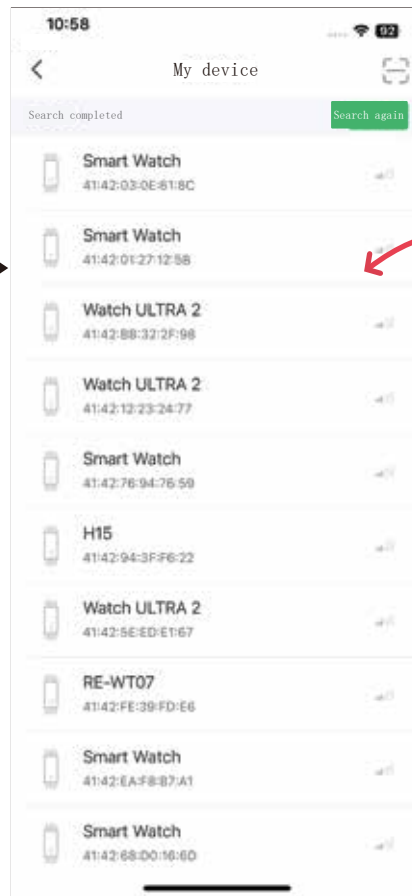 10:58
92
My device
Search completed
Search again
Smart Watch
41:42:03:0E:61:8C
Smart Watch
41:42:01:27:12:58
Watch ULTRA 2
41:42:B8:32:2F:98
Watch ULTRA 2
41:42:12:23:24:77
Smart Watch
41:42:76:94:76:59
H15
41:42:94:3F:F6:22
Watch ULTRA 2
41:42:5E:ED:E1:67
RE-WT07
41:42:FE:39:FD:E6
Smart Watch
41:42:EA:F8:B7:A1
Smart Watch
41:42:68:D0:16:6D